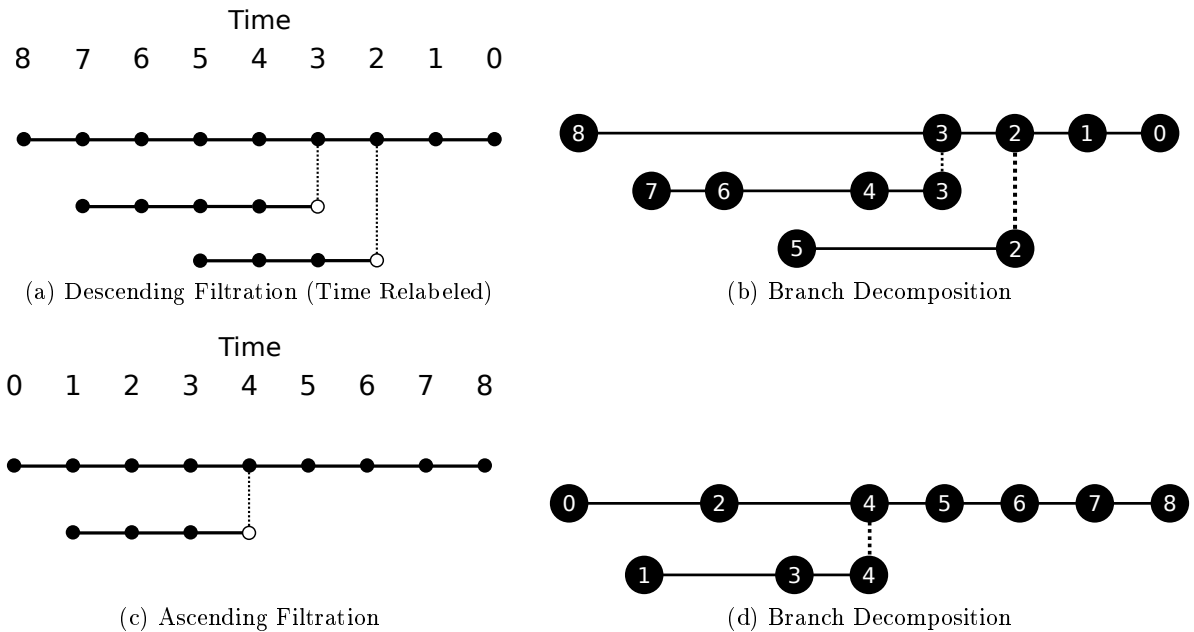 Time
8 7 6 5 4 3 2 1 0
8 3 2 1 0
7 6 4 3
5 2
(a) Descending Filtration (Time Relabeled)
(b) Branch Decomposition
Time
0 1 2 3 4 5 6 7 8
0 2 4 5 6 7 8
1 3 4
(c) Ascending Filtration
(d) Branch Decomposition